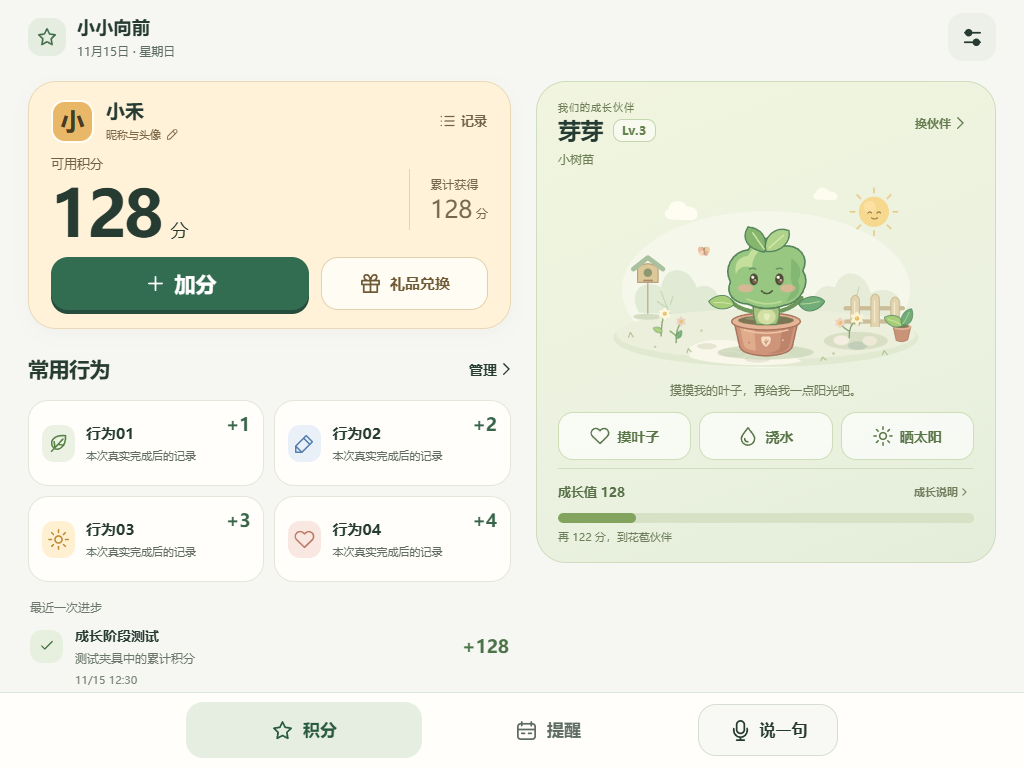 小小向前
11月15日 · 星期日
小
小禾
昵称与头像
记录
可用积分
128 分
累计获得
128 分
加分
礼品兑换
常用行为
管理
行为01
本次真实完成后的记录
+1
行为02
本次真实完成后的记录
+2
行为03
本次真实完成后的记录
+3
行为04
本次真实完成后的记录
+4
最近一次进步
成长阶段测试
测试夹具中的累计积分
11/15 12:30
+128
我们的成长伙伴
芽芽 Lv.3
小树苗
换伙伴
摸摸我的叶子，再给我一点阳光吧。
摸叶子
浇水
晒太阳
成长值 128
成长说明
再 122 分，到花苞伙伴
积分
提醒
说一句